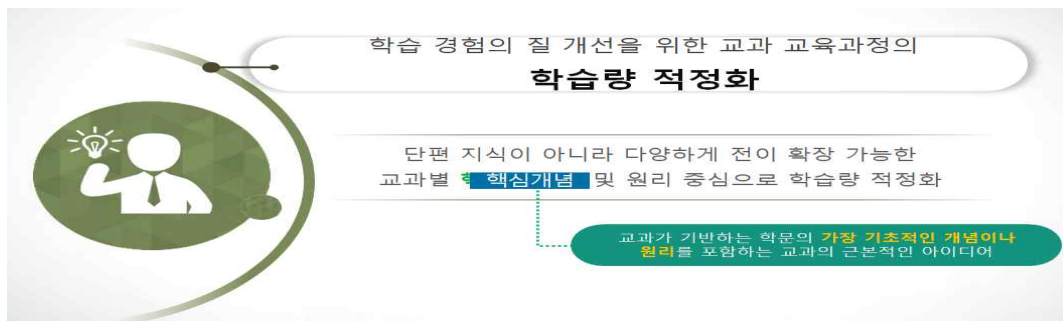 학습 경험의 질 개선을 위한 교과 교육과정의
학습량 적정화
단편 지식이 아니라 다양하게 전이 확장 가능한
교과별 핵심개념 및 원리 중심으로 학습량 적정화
교과가 기반하는 학문의 가장 기초적인 개념이나
원리를 포함하는 교과의 근본적인 아이디어